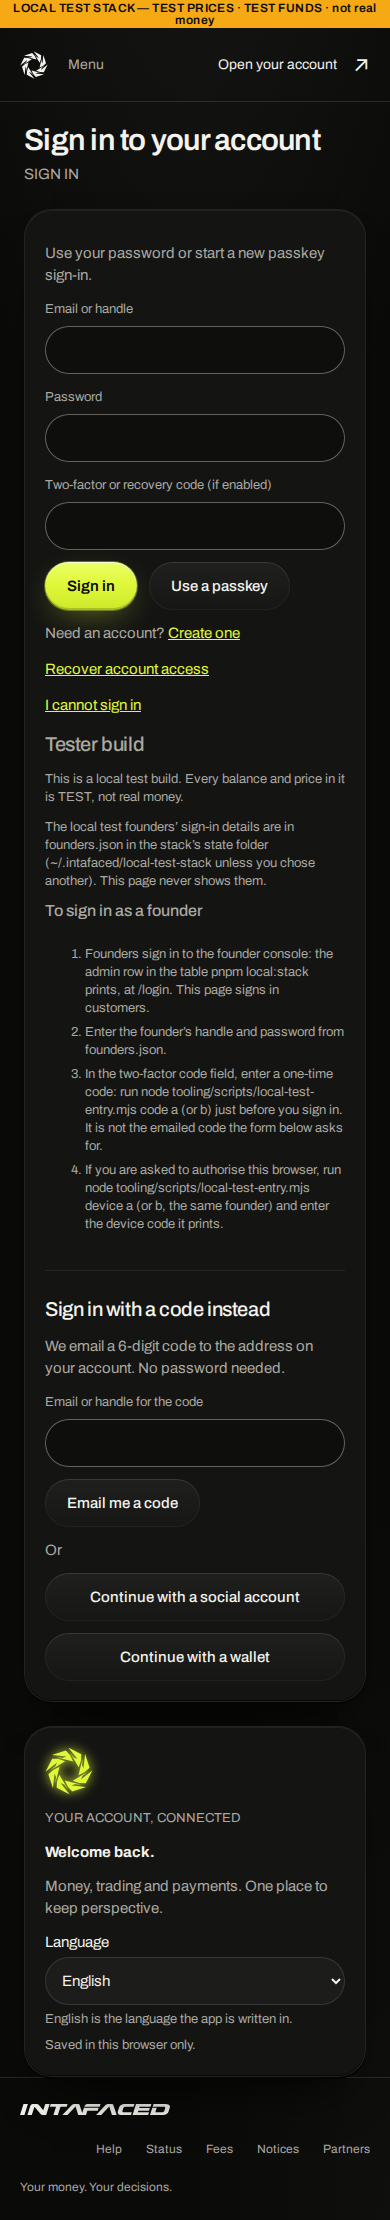 LOCAL TEST STACK — TEST PRICES · TEST FUNDS · not real
money
Menu
Open your account
Sign in to your account
SIGN IN
Use your password or start a new passkey
sign-in.
Email or handle
Password
Two-factor or recovery code (if enabled)
Sign in
Use a passkey
Need an account? Create one
Recover account access
I cannot sign in
Tester build
This is a local test build. Every balance and price in it
is TEST, not real money.
The local test founders’ sign-in details are in
founders.json in the stack’s state folder
(~/.intafaced/local-test-stack unless you chose
another). This page never shows them.
To sign in as a founder
1. Founders sign in to the founder console: the
admin row in the table pnpm local:stack
prints, at /login. This page signs in
customers.
2. Enter the founder’s handle and password from
founders.json.
3. In the two-factor code field, enter a one-time
code: run node tooling/scripts/local-test-
entry.mjs code a (or b) just before you sign in.
It is not the emailed code the form below asks
for.
4. If you are asked to authorise this browser, run
node tooling/scripts/local-test-entry.mjs
device a (or b, the same founder) and enter
the device code it prints.
Sign in with a code instead
We email a 6-digit code to the address on
your account. No password needed.
Email or handle for the code
Email me a code
Or
Continue with a social account
Continue with a wallet
YOUR ACCOUNT, CONNECTED
Welcome back.
Money, trading and payments. One place to
keep perspective.
Language
English
English is the language the app is written in.
Saved in this browser only.
INTAFACED
Help
Status
Fees
Notices
Partners
Your money. Your decisions.